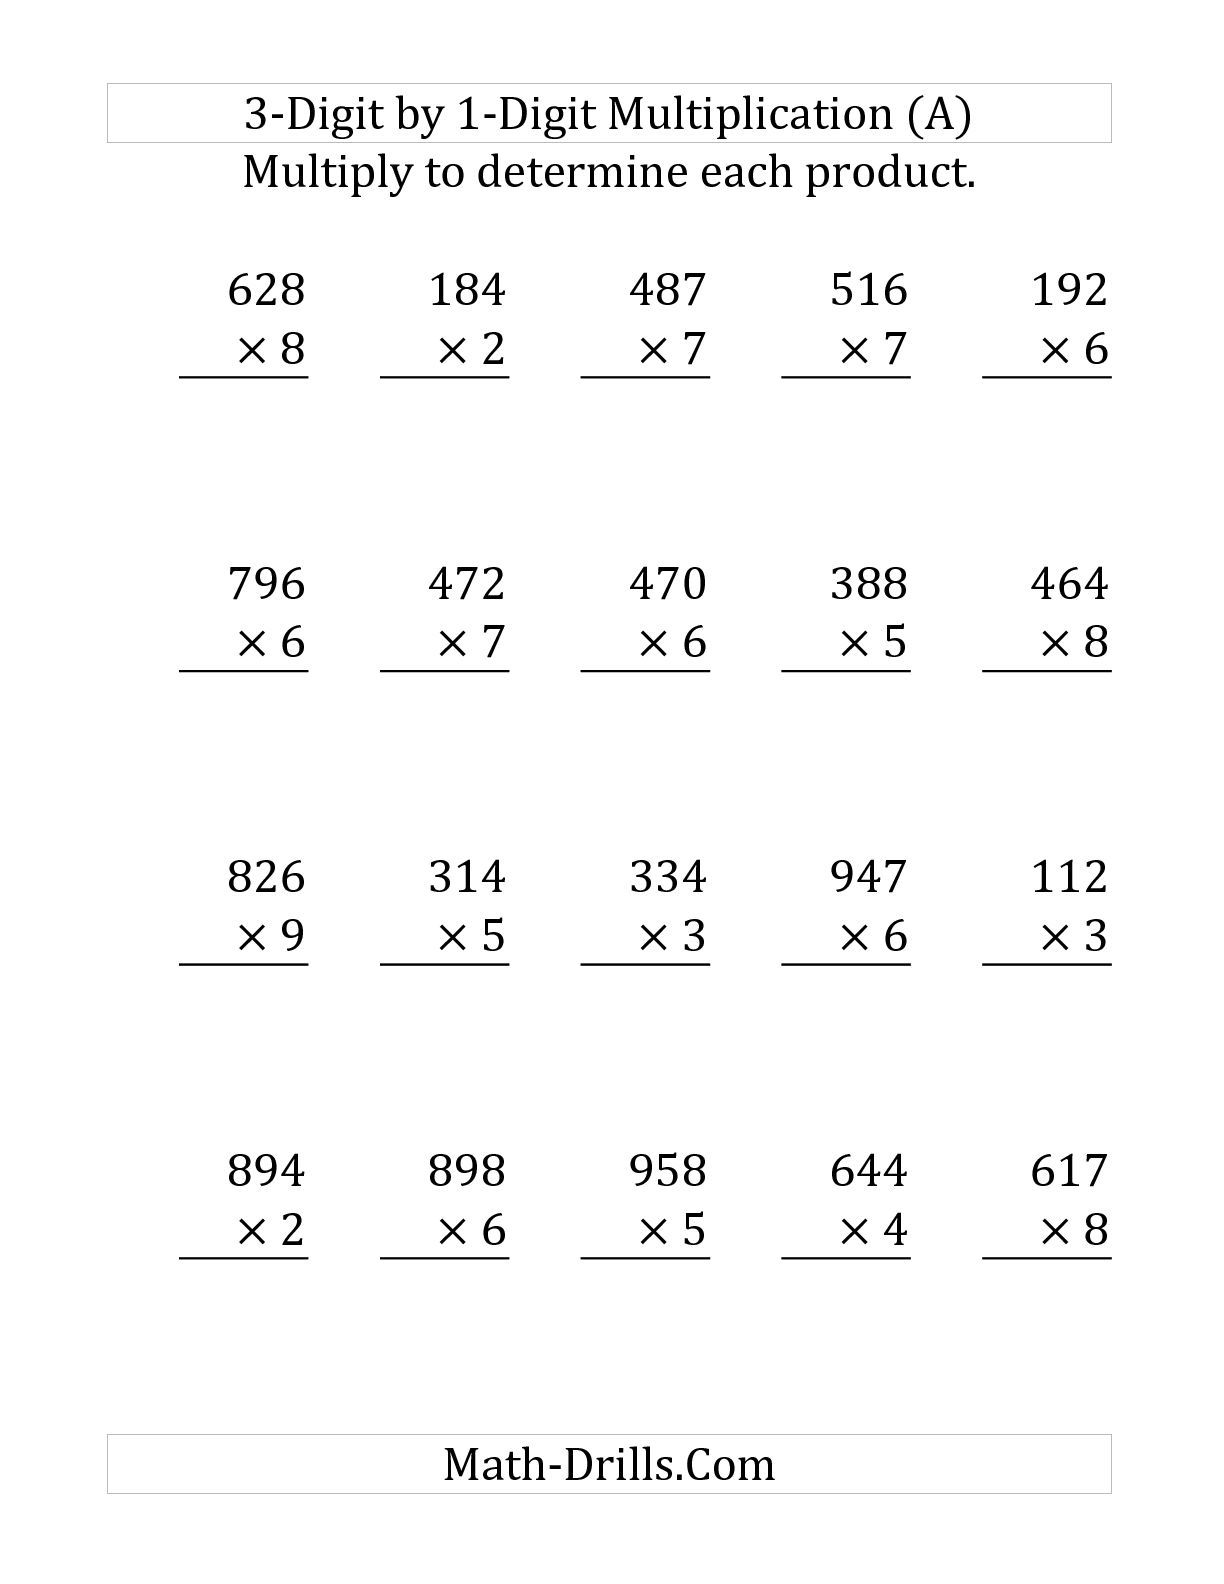 3-Digit by 1-Digit Multiplication (A)
Multiply to determine each product.
628 184 487 516 192
× 8 × 2 × 7 × 7 × 6
796 472 470 388 464
× 6 × 7 × 6 × 5 × 8
826 314 334 947 112
× 9 × 5 × 3 × 6 × 3
894 898 958 644 617
× 2 × 6 × 5 × 4 × 8
Math-Drills.Com